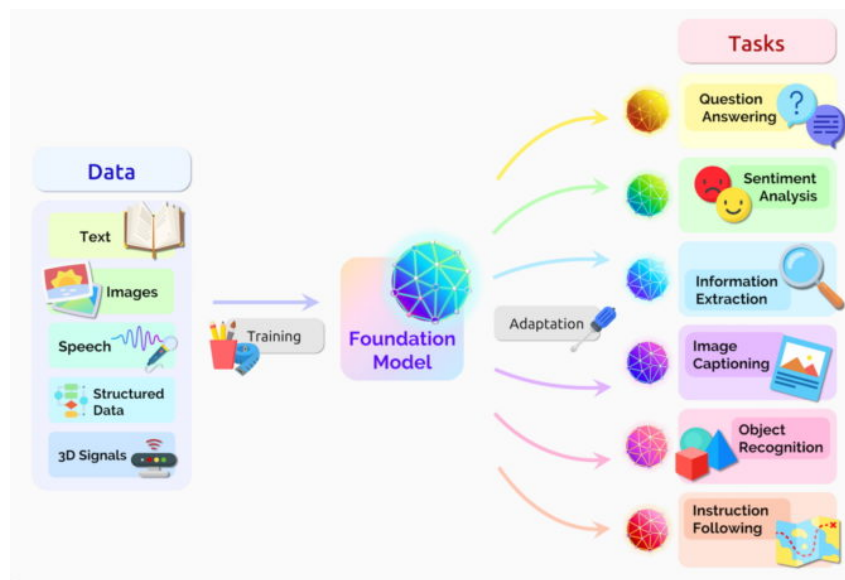 Tasks
Question
Answering
?
Data
Sentiment
Analysis
Text
Images
Information
Extraction
Training
Foundation
Model
Adaptation
Speech
Image
Captioning
Structured
Data
Object
Recognition
3D Signals
Instruction
Following